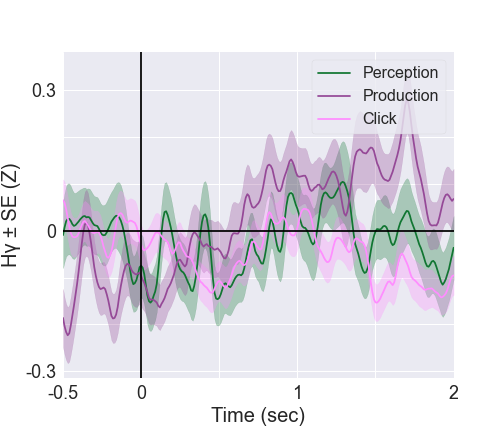 Perception
Production
Click
0.3
0
-0.3
Hγ ± SE (Z)
-0.5
0
1
2
Time (sec)